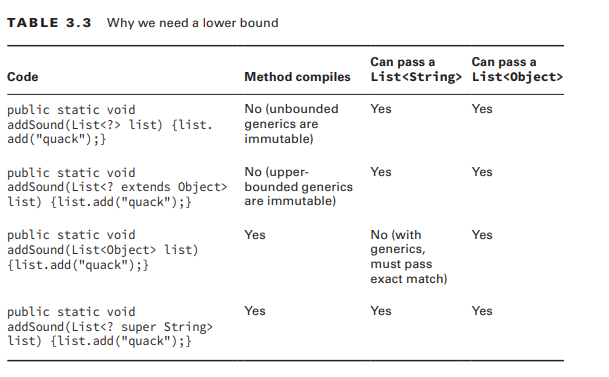 TABLE 3.3 Why we need a lower bound
Code
Method compiles
Can pass a
List<String>
Can pass a
List<Object>
public static void
addSound(List<?> list) {list.
add("quack");}
No (unbounded
generics are
immutable)
Yes
Yes
public static void
addSound(List<? extends Object>
list) {list.add("quack");}
No (upper-
bounded generics
are immutable)
Yes
Yes
public static void
addSound(List<Object> list)
{list.add("quack");}
Yes
No (with
generics,
must pass
exact match)
Yes
public static void
addSound(List<? super String>
list) {list.add("quack");}
Yes
Yes
Yes